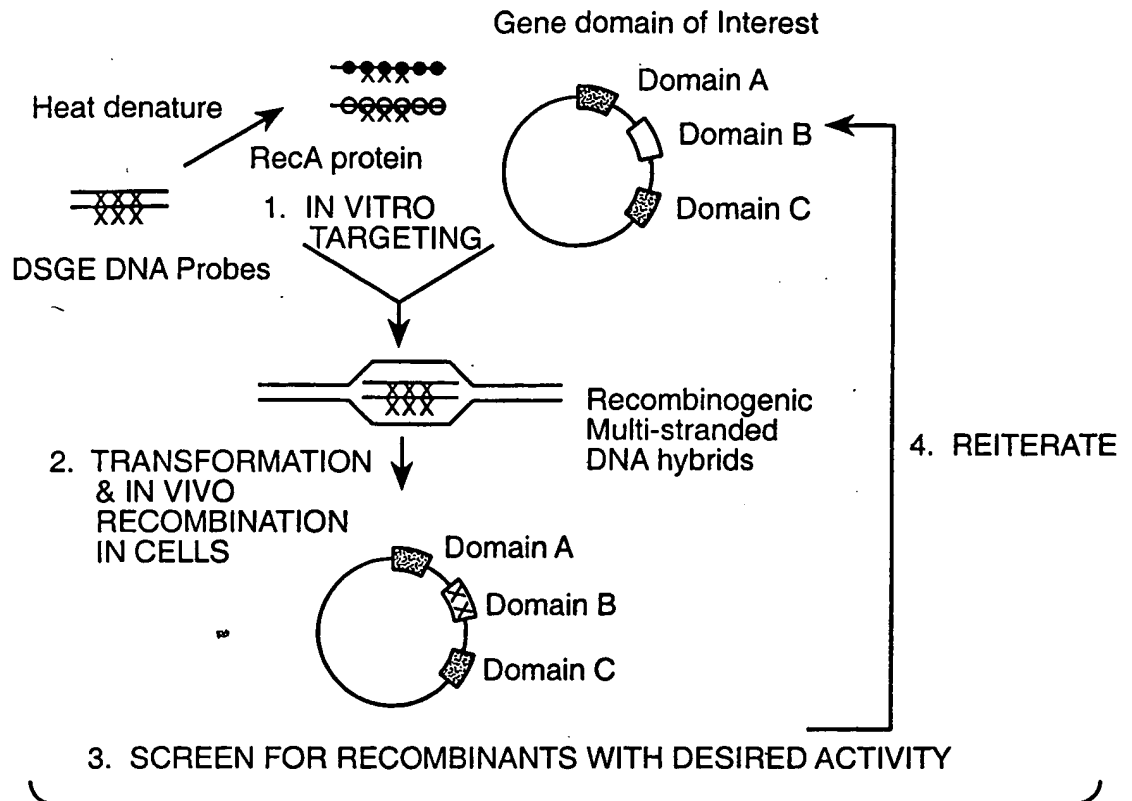 Gene domain of Interest
Heat denature
RecA protein
Domain A
Domain B
Domain C
DSGE DNA Probes
1. IN VITRO
TARGETING
Recombinogenic
Multi-stranded
DNA hybrids
2. TRANSFORMATION
& IN VIVO
RECOMBINATION
IN CELLS
4. REITERATE
Domain A
Domain B
Domain C
3. SCREEN FOR RECOMBINANTS WITH DESIRED ACTIVITY